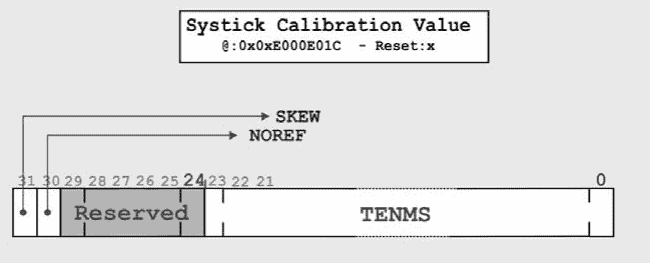 Systick Calibration Value
@:0x0xE000E01C - Reset:x
SKEW
NOREF
31 30 29 28 27 26 25 24 23 22 21 0
Reserved TENMS